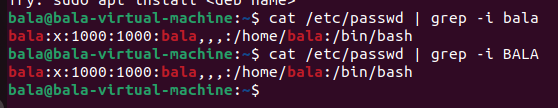 Try: sudo apt install <deb name>
bala@bala-virtual-machine:~$ cat /etc/passwd | grep -i bala
bala:x:1000:1000:bala,,,:/home/bala:/bin/bash
bala@bala-virtual-machine:~$ cat /etc/passwd | grep -i BALA
bala:x:1000:1000:bala,,,:/home/bala:/bin/bash
bala@bala-virtual-machine:~$